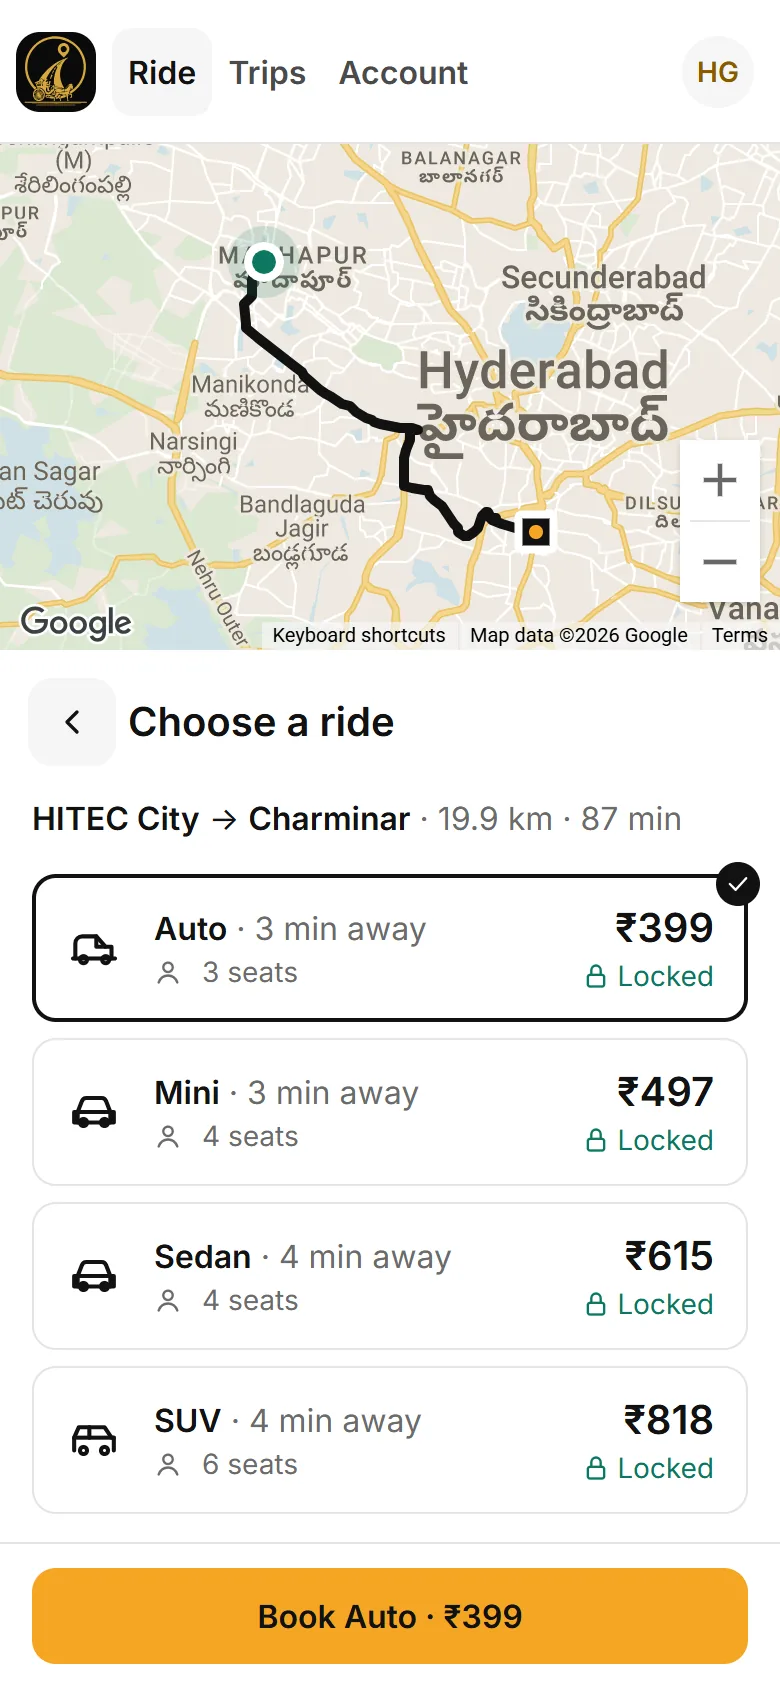 Ride
Trips
Account
HG
(M)
శేరిలింగంపల్లి
PUR
BALANAGAR
బాలానగర్
Secunderabad
సికింద్రాబాద్
Hyderabad
హైదరాబాద్
Manikonda
మణికొండ
Narsingi
నార్సింగి
an Sagar
Bandlaguda
Jagir
బండ్లగూడ
Nehru Outer
Google
Keyboard shortcuts
Map data ©2026 Google
Terms
Choose a ride
HITEC City → Charminar · 19.9 km · 87 min
Auto · 3 min away
₹399
3 seats
Locked
Mini · 3 min away
₹497
4 seats
Locked
Sedan · 4 min away
₹615
4 seats
Locked
SUV · 4 min away
₹818
6 seats
Locked
Book Auto · ₹399